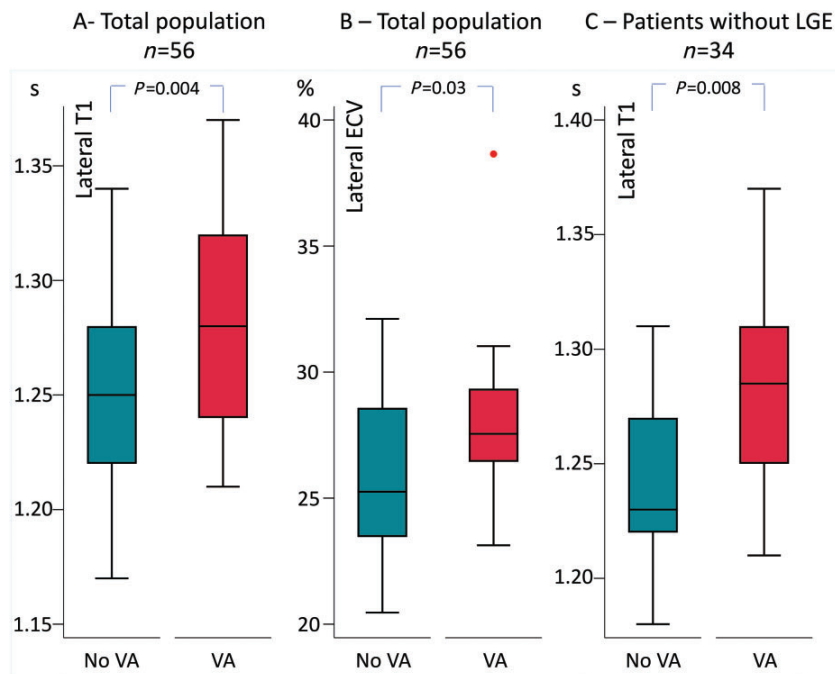 A- Total population
n=56
s
P=0.004
Lateral T1
1.35
1.30
1.25
1.20
1.15
No VA
VA
B – Total population
n=56
%
P=0.03
Lateral ECV
40
35
30
25
20
No VA
VA
C – Patients without LGE
n=34
s
P=0.008
Lateral T1
1.40
1.35
1.30
1.25
1.20
No VA
VA